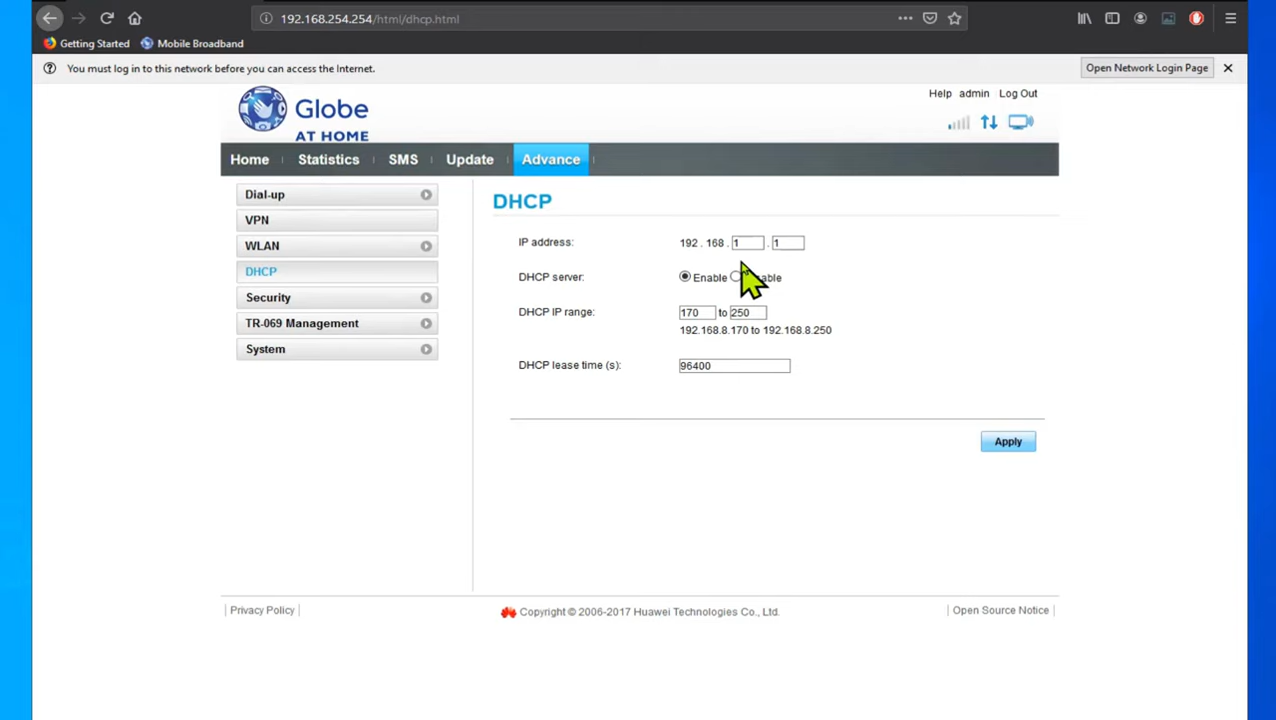 192.168.254.254/html/dhcp.html
Getting Started Mobile Broadband
You must log in to this network before you can access the Internet. Open Network Login Page
Globe
AT HOME
Help admin Log Out
Home Statistics SMS Update Advance
Dial-up
VPN
WLAN
DHCP
Security
TR-069 Management
System
DHCP
IP address: 192 . 168 . 1 . 1
DHCP server: Enable
DHCP IP range: 170 to 250
192.168.8.170 to 192.168.8.250
DHCP lease time (s): 96400
Apply
Privacy Policy
Copyright © 2006-2017 Huawei Technologies Co., Ltd.
Open Source Notice